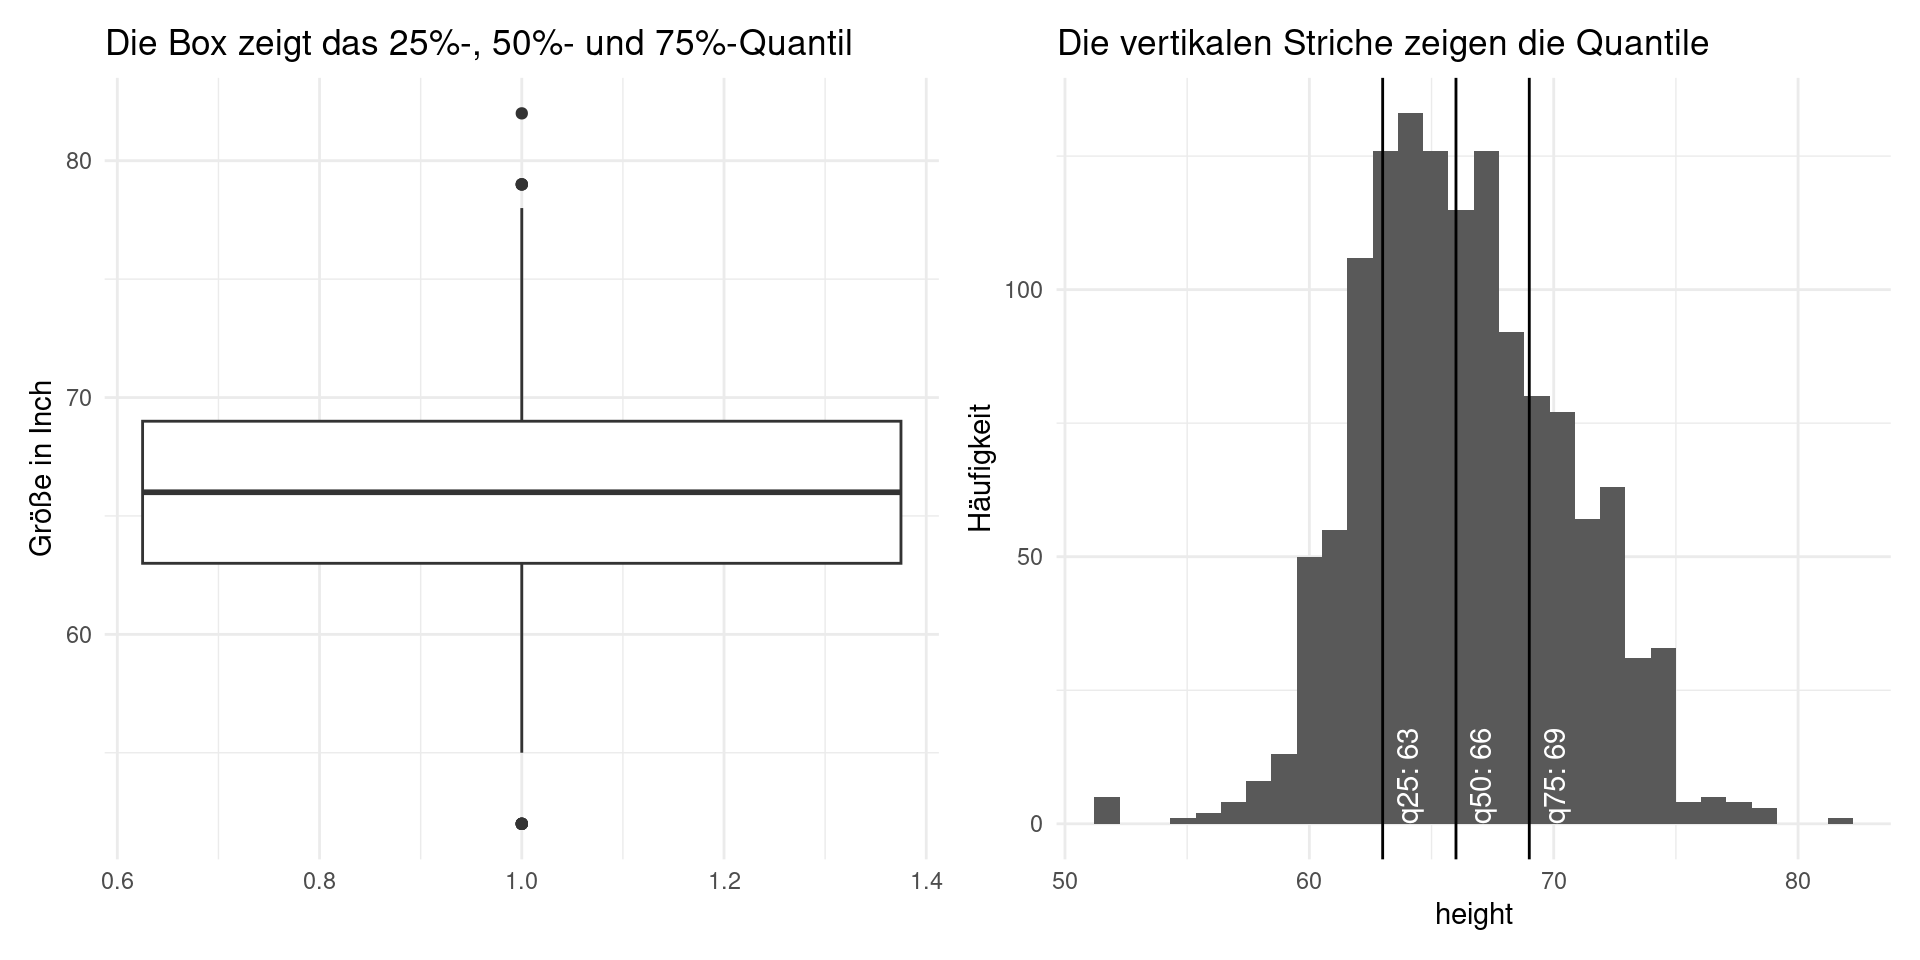 Die Box zeigt das 25%-, 50%- und 75%-Quantil
Größe in Inch
80
70
60
0.6 0.8 1.0 1.2 1.4
Die vertikalen Striche zeigen die Quantile
Häufigkeit
100
50
0
q25: 63
q50: 66
q75: 69
50 60 70 80
height